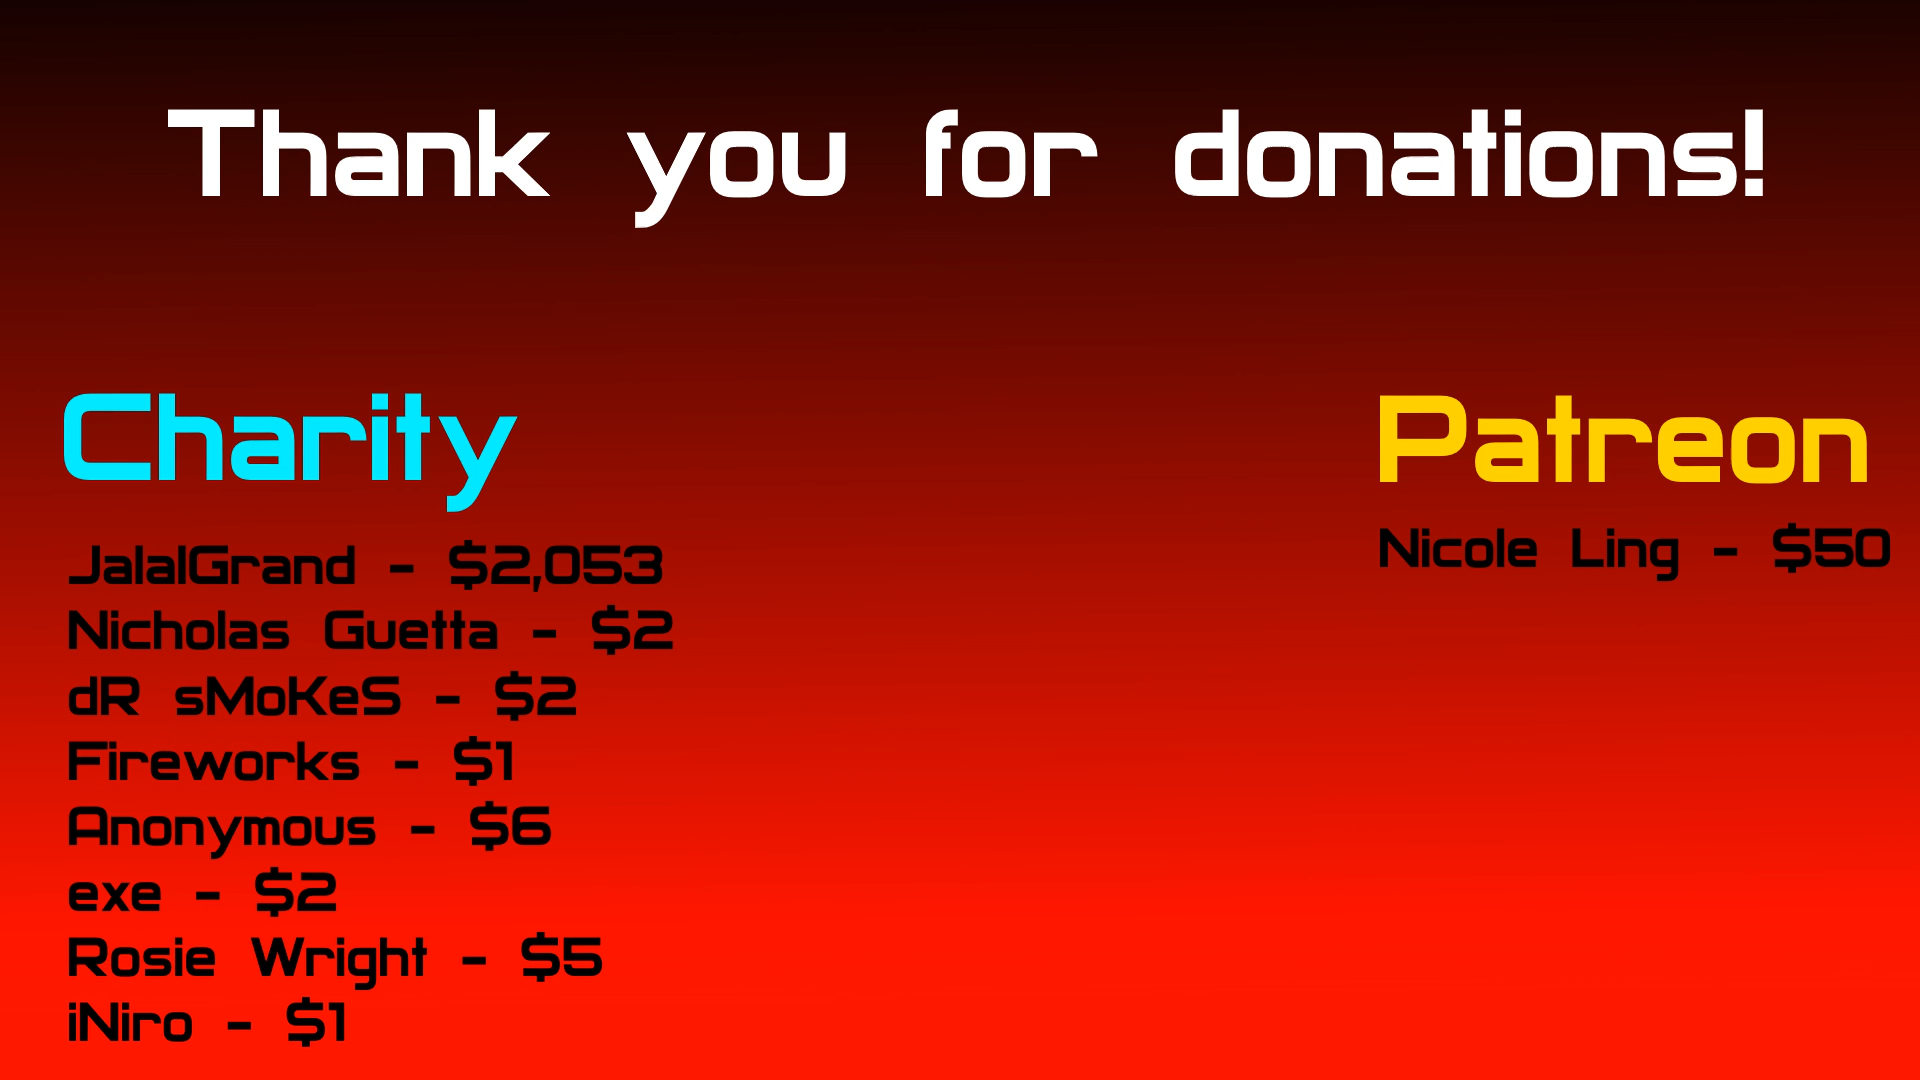 Thank you for donations!
Charity
JalalGrand - $2,053
Nicholas Guetta - $2
dR sMoKeS - $2
Fireworks - $1
Anonymous - $6
exe - $2
Rosie Wright - $5
iNiro - $1
Patreon
Nicole Ling - $50